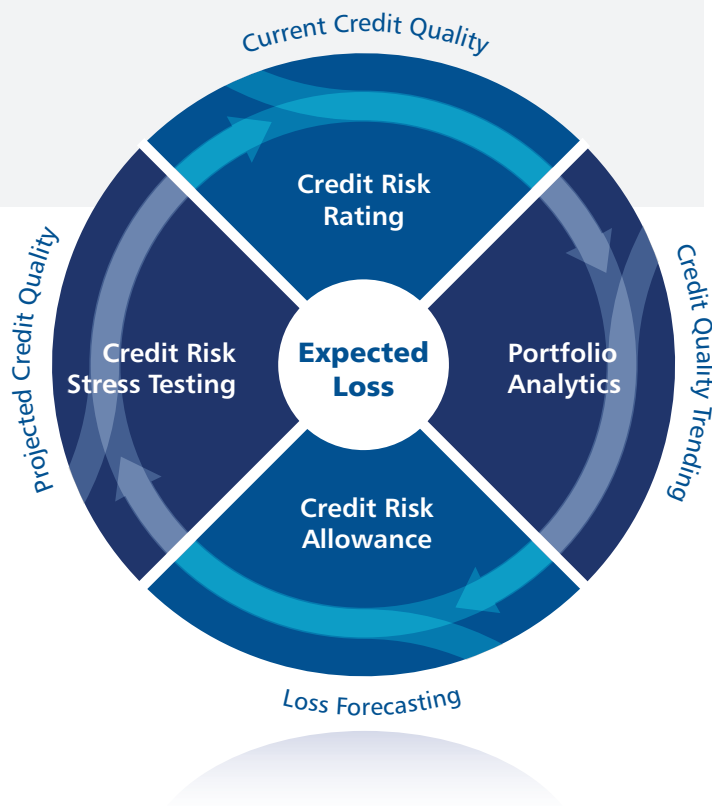 Current Credit Quality
Credit Risk
Rating
Projected Credit Quality
Credit Risk
Stress Testing
Expected
Loss
Portfolio
Analytics
Credit Quality Trending
Credit Risk
Allowance
Loss Forecasting